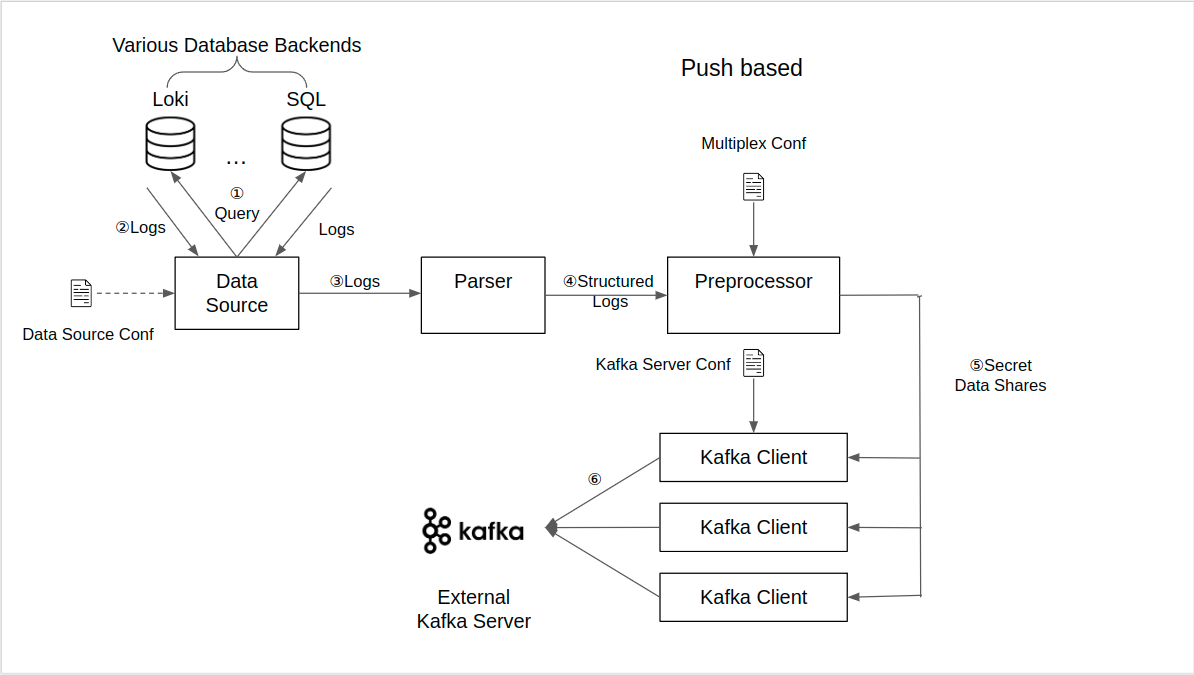 Various Database Backends
Push based
Loki
SQL
Multiplex Conf
...
①
Query
②Logs
Logs
Data
Source
③Logs
Parser
④Structured
Logs
Preprocessor
Data Source Conf
Kafka Server Conf
⑤Secret
Data Shares
Kafka Client
⑥
kafka
Kafka Client
External
Kafka Server
Kafka Client